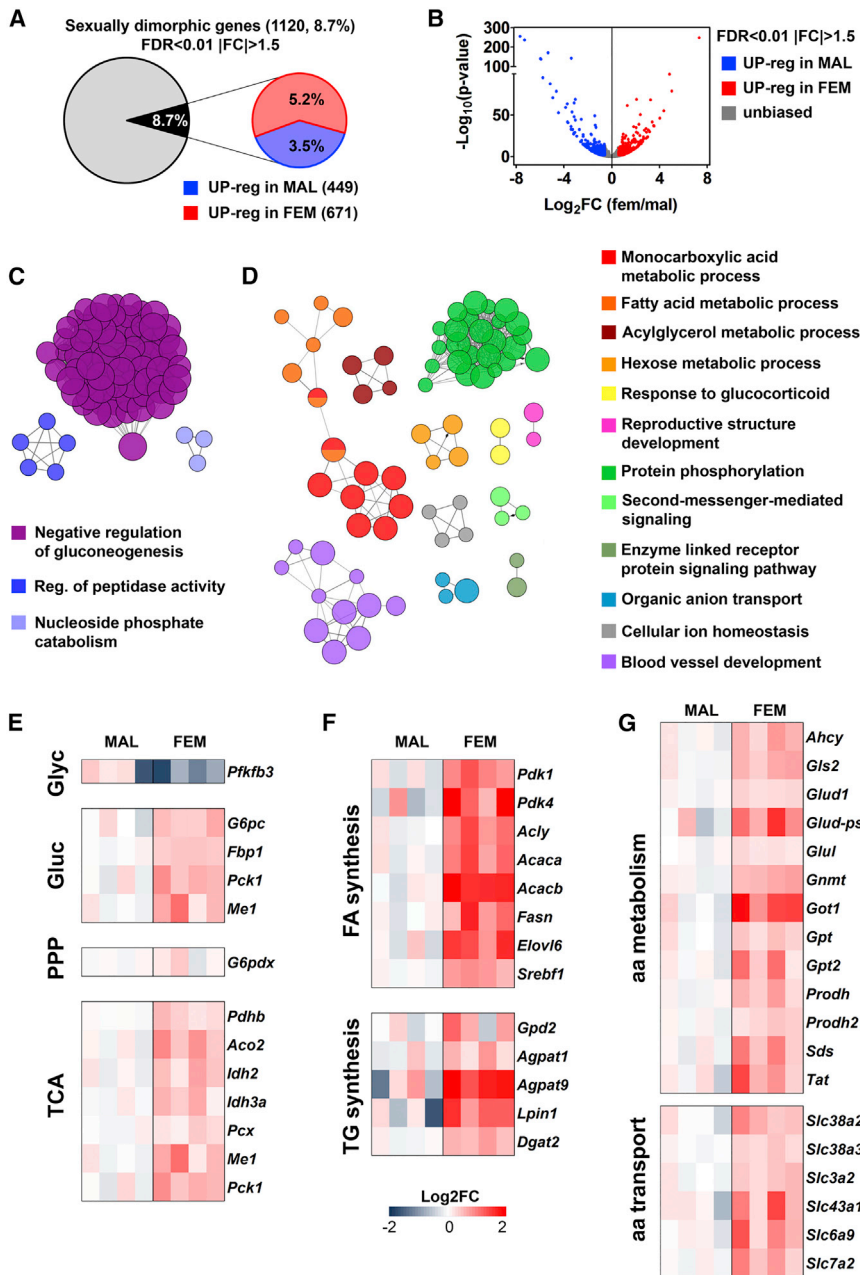 A
Sexually dimorphic genes (1120, 8.7%)
FDR<0.01 |FC|>1.5
8.7%
5.2%
3.5%
UP-reg in MAL (449)
UP-reg in FEM (671)
B
FDR<0.01 |FC|>1.5
UP-reg in MAL
UP-reg in FEM
unbiased
-Log10(p-value)
300
200
100
50
0
-8
-4
0
4
8
Log2FC (fem/mal)
C
Negative regulation
of gluconeogenesis
Reg. of peptidase activity
Nucleoside phosphate
catabolism
D
Monocarboxylic acid
metabolic process
Fatty acid metabolic process
Acylglycerol metabolic process
Hexose metabolic process
Response to glucocorticoid
Reproductive structure
development
Protein phosphorylation
Second-messenger-mediated
signaling
Enzyme linked receptor
protein signaling pathway
Organic anion transport
Cellular ion homeostasis
Blood vessel development
E
MAL
FEM
Glyc
Pfkfb3
Gluc
G6pc
Fbp1
Pck1
Me1
PPP
G6pdx
TCA
Pdhb
Aco2
Idh2
Idh3a
Pcx
Me1
Pck1
F
MAL
FEM
FA synthesis
Pdk1
Pdk4
Acly
Acaca
Acacb
Fasn
Elovl6
Srebf1
TG synthesis
Gpd2
Agpat1
Agpat9
Lpin1
Dgat2
Log2FC
-2
0
2
G
MAL
FEM
aa metabolism
Ahcy
Gls2
Glud1
Glud-ps
Glul
Gnmt
Got1
Gpt
Gpt2
Prodh
Prodh2
Sds
Tat
aa transport
Slc38a2
Slc38a3
Slc3a2
Slc43a1
Slc6a9
Slc7a2